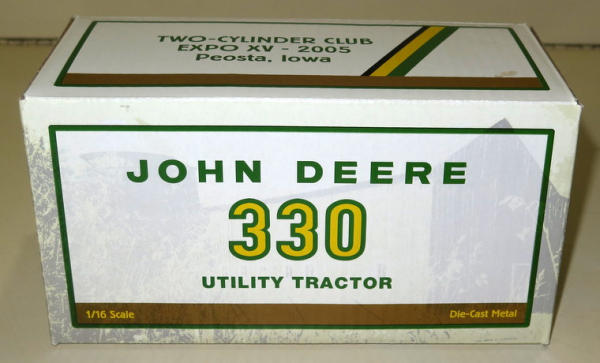 TWO-CYLINDER CLUB
EXPO XV - 2005
Peosta, Iowa
JOHN DEERE
330
UTILITY TRACTOR
1/16 Scale
Die-Cast Metal